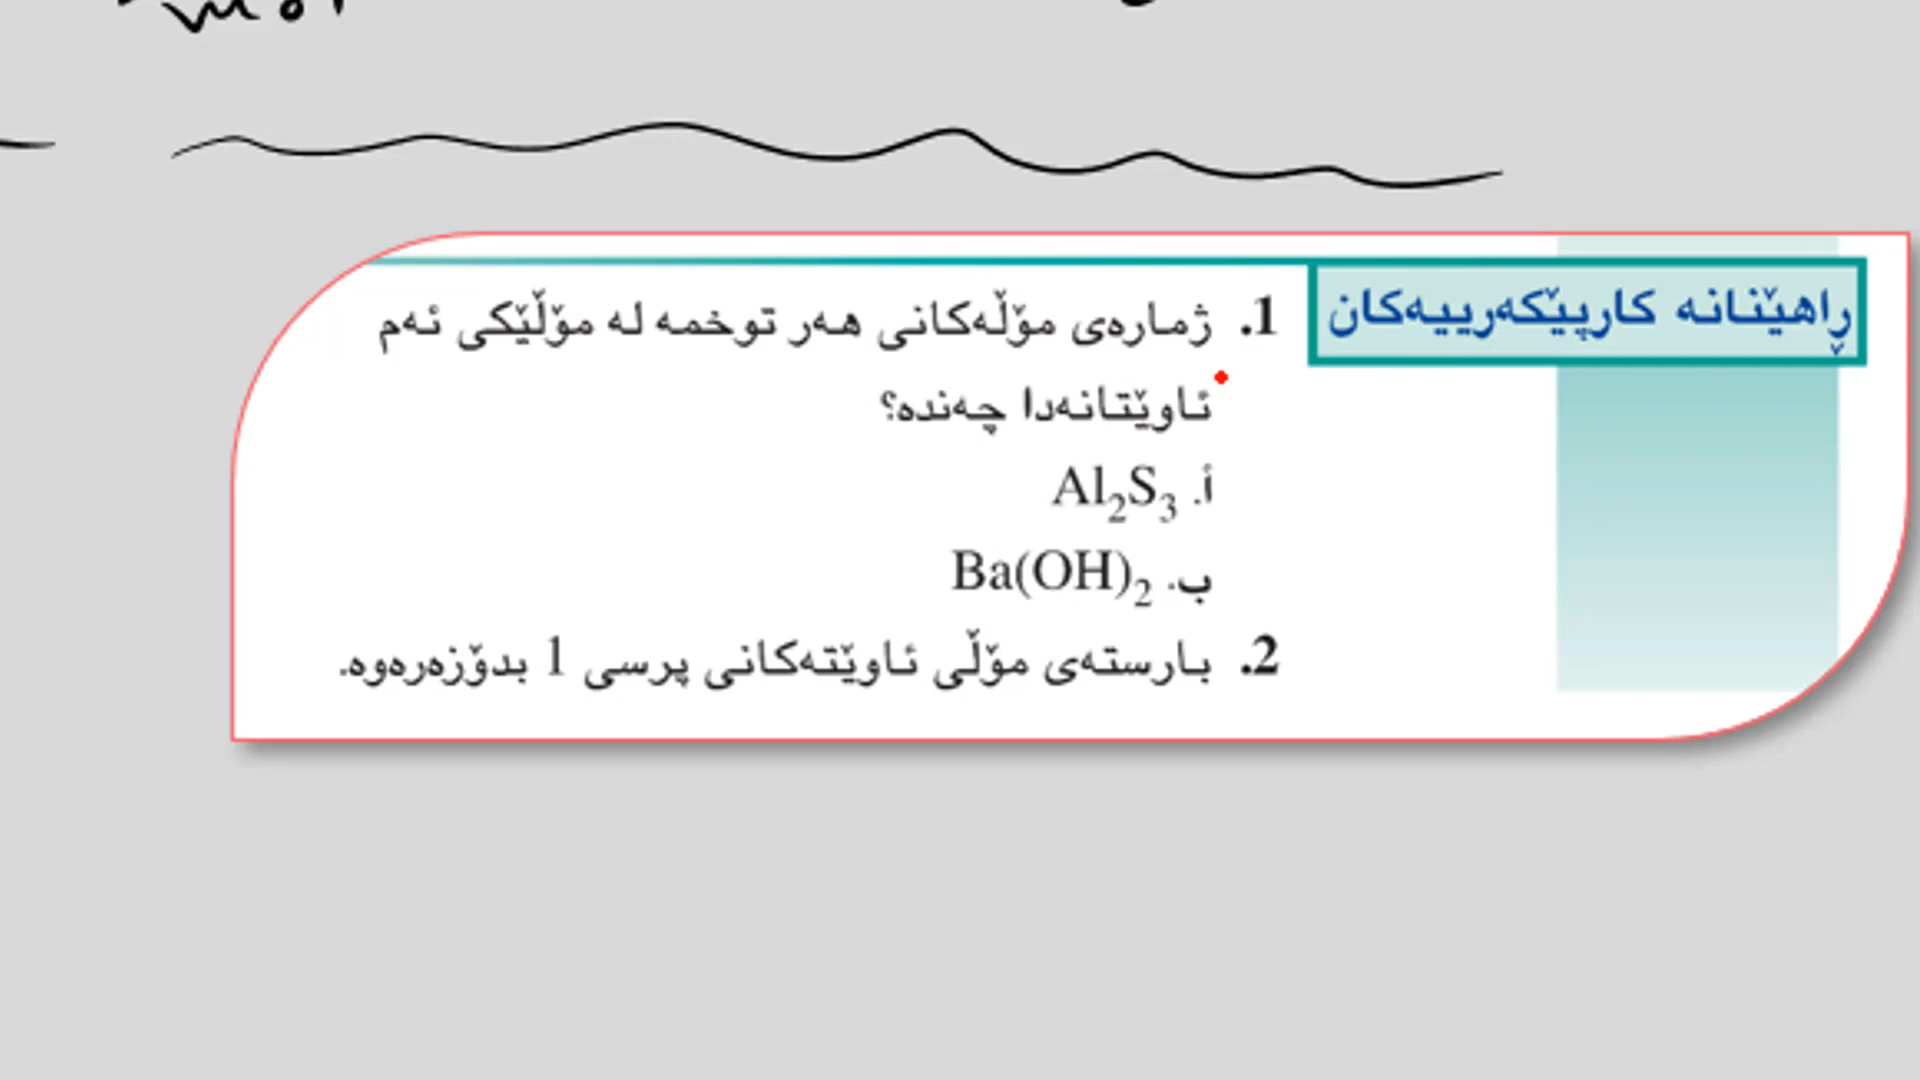 mol
ڕاهێنانە کارپێکەرییەکان
1. ژمارەی مۆڵەکانی هەر توخمە لە مۆڵێکی ئەم
ئاوێتانەدا چەندە؟
أ. Al₂S₃
ب. Ba(OH)₂
2. بارستەی مۆڵی ئاوێتەکانی پرسی 1 بدۆزەرەوە.